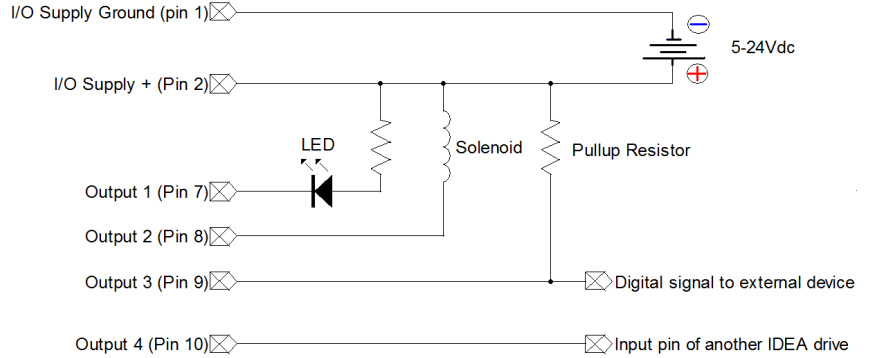 I/O Supply Ground (pin 1)
5-24Vdc
I/O Supply + (Pin 2)
LED
Solenoid
Pullup Resistor
Output 1 (Pin 7)
Output 2 (Pin 8)
Output 3 (Pin 9)
Digital signal to external device
Output 4 (Pin 10)
Input pin of another IDEA drive